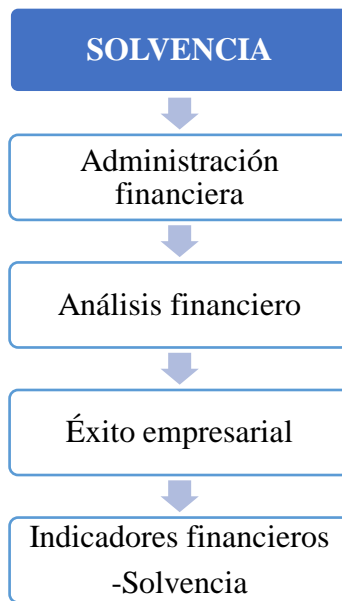 SOLVENCIA
Administración
financiera
Análisis financiero
Éxito empresarial
Indicadores financieros
-Solvencia